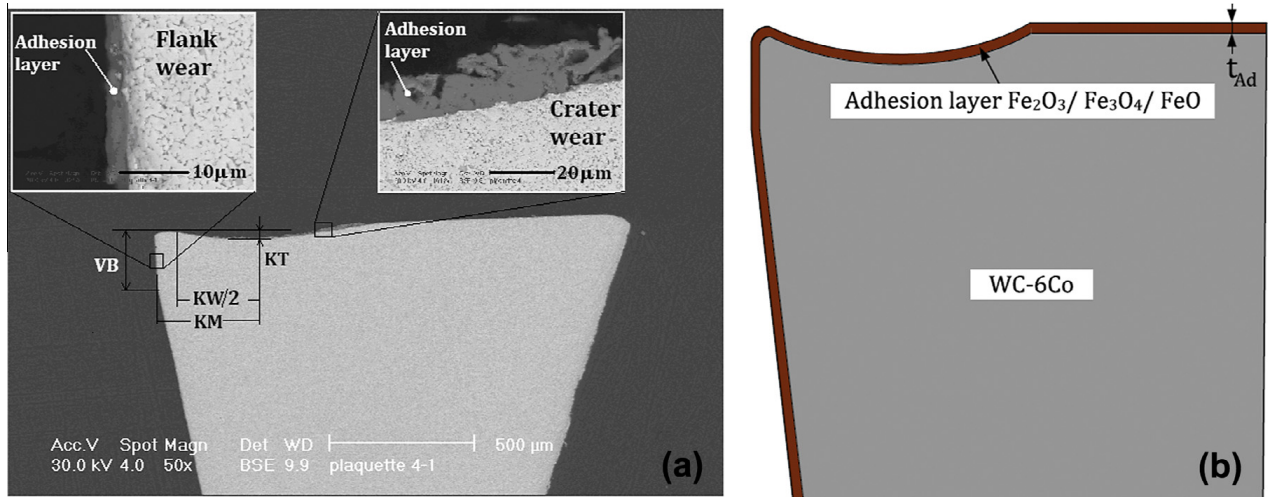 Adhesion
layer
Flank
wear
10µm
Adhesion
layer
Crater
wear
20µm
VB
KT
KW/2
KM
Acc.V Spot Magn Det WD 500 µm
30.0 kV 4.0 50x BSE 9.9 plaquette 4-1
(a)
t_Ad
Adhesion layer Fe₂O₃/ Fe₃O₄/ FeO
WC-6Co
(b)